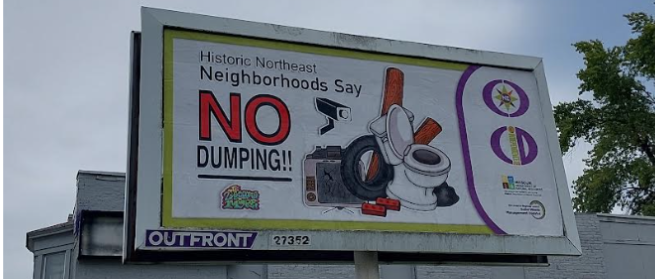 Historic Northeast
Neighborhoods Say
NO
DUMPING!!
OUTFRONT
27352